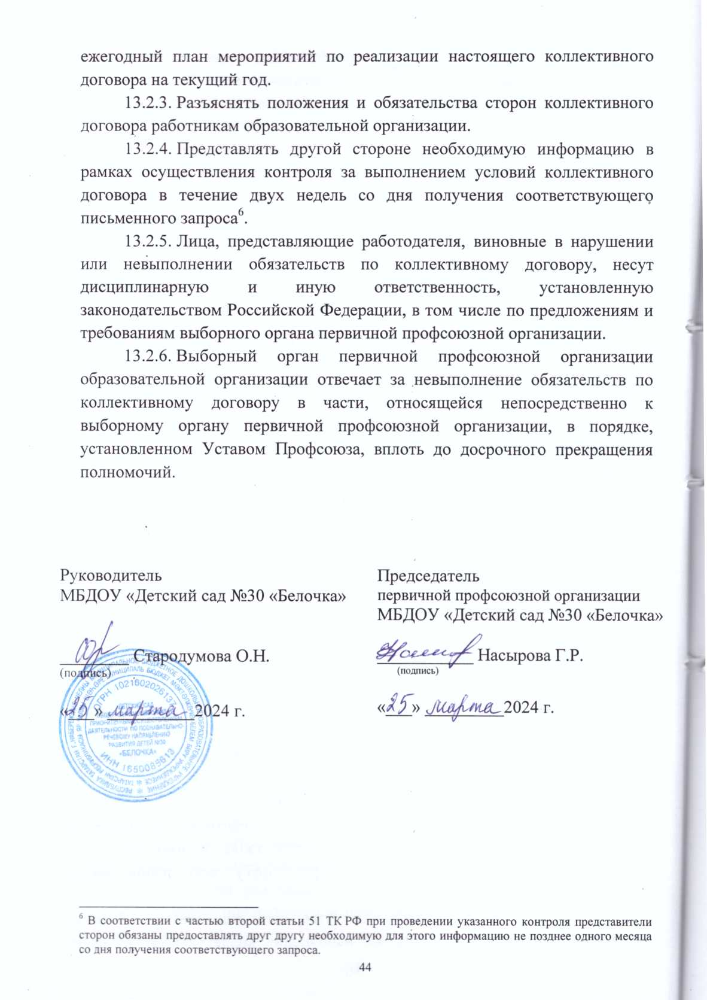 ежегодный план мероприятий по реализации настоящего коллективного
договора на текущий год.
13.2.3. Разъяснять положения и обязательства сторон коллективного
договора работникам образовательной организации.
13.2.4. Представлять другой стороне необходимую информацию в
рамках осуществления контроля за выполнением условий коллективного
договора в течение двух недель со дня получения соответствующего
письменного запроса6.
13.2.5. Лица, представляющие работодателя, виновные в нарушении
или невыполнении обязательств по коллективному договору, несут
дисциплинарную и иную ответственность, установленную
законодательством Российской Федерации, в том числе по предложениям и
требованиям выборного органа первичной профсоюзной организации.
13.2.6. Выборный орган первичной профсоюзной организации
образовательной организации отвечает за невыполнение обязательств по
коллективному договору в части, относящейся непосредственно к
выборному органу первичной профсоюзной организации, в порядке,
установленном Уставом Профсоюза, вплоть до досрочного прекращения
полномочий.
Руководитель
МБДОУ «Детский сад №30 «Белочка»
Стародумова О.Н.
(подпись)
«25» марта 2024 г.
ОГРН 1021602026137
ДЕТСКИЙ САД
ДЕЯТЕЛЬНОСТИ ПО ПОЗНАВАТЕЛЬНО-
РЕЧЕВОМУ НАПРАВЛЕНИЮ
РАЗВИТИЯ ДЕТЕЙ №30
«БЕЛОЧКА»
ИНН 1650085613
Председатель
первичной профсоюзной организации
МБДОУ «Детский сад №30 «Белочка»
Насырова Г.Р.
(подпись)
«25» марта 2024 г.
6 В соответствии с частью второй статьи 51 ТК РФ при проведении указанного контроля представители
сторон обязаны предоставлять друг другу необходимую для этого информацию не позднее одного месяца
со дня получения соответствующего запроса.
44